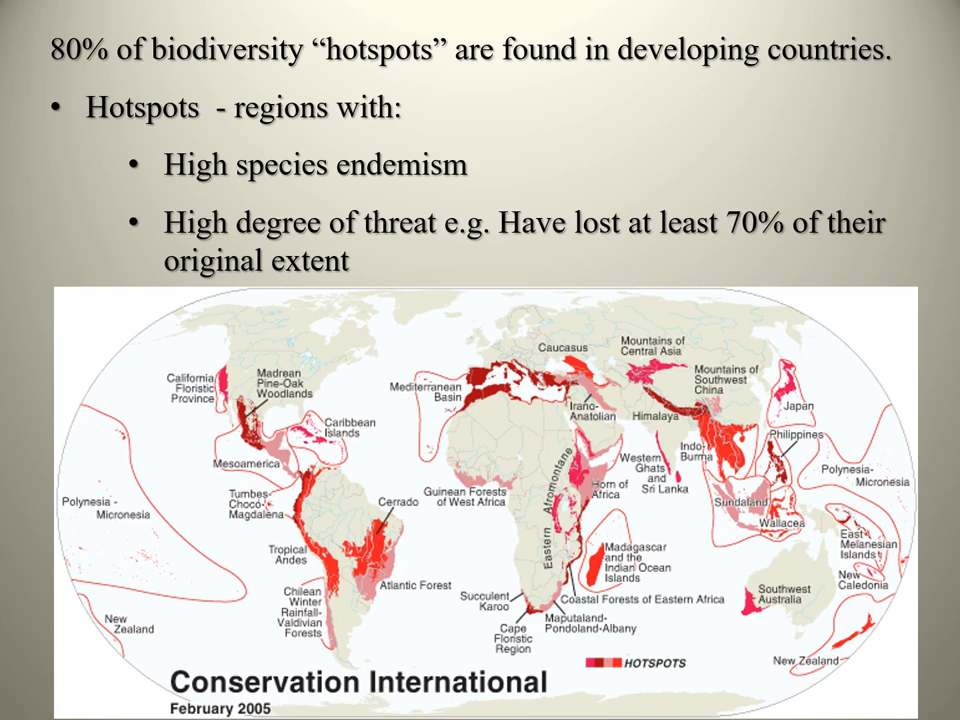 80% of biodiversity “hotspots” are found in developing countries.
• Hotspots - regions with:
• High species endemism
• High degree of threat e.g. Have lost at least 70% of their
original extent
Caucasus
Mountains of
Central Asia
California
Floristic
Province
Madrean
Pine-Oak
Woodlands
Mediterranean
Basin
Mountains of
Southwest
China
Irano-
Anatolian
Himalaya
Japan
Caribbean
Islands
Philippines
Mesoamerica
Indo-
Burma
Western
Ghats
and
Sri Lanka
Polynesia-
Micronesia
Polynesia -
Micronesia
Tumbes-
Chocó-
Magdalena
Cerrado
Guinean Forests
of West Africa
Eastern Afromontane
Horn of
Africa
Sundaland
Wallacea
East
Melanesian
Islands
Tropical
Andes
Madagascar
and the
Indian Ocean
Islands
New
Caledonia
Atlantic Forest
Chilean
Winter
Rainfall-
Valdivian
Forests
Succulent
Karoo
Coastal Forests of Eastern Africa
Southwest
Australia
New
Zealand
Maputaland-
Pondoland-Albany
Cape
Floristic
Region
New Zealand
HOTSPOTS
Conservation International
February 2005